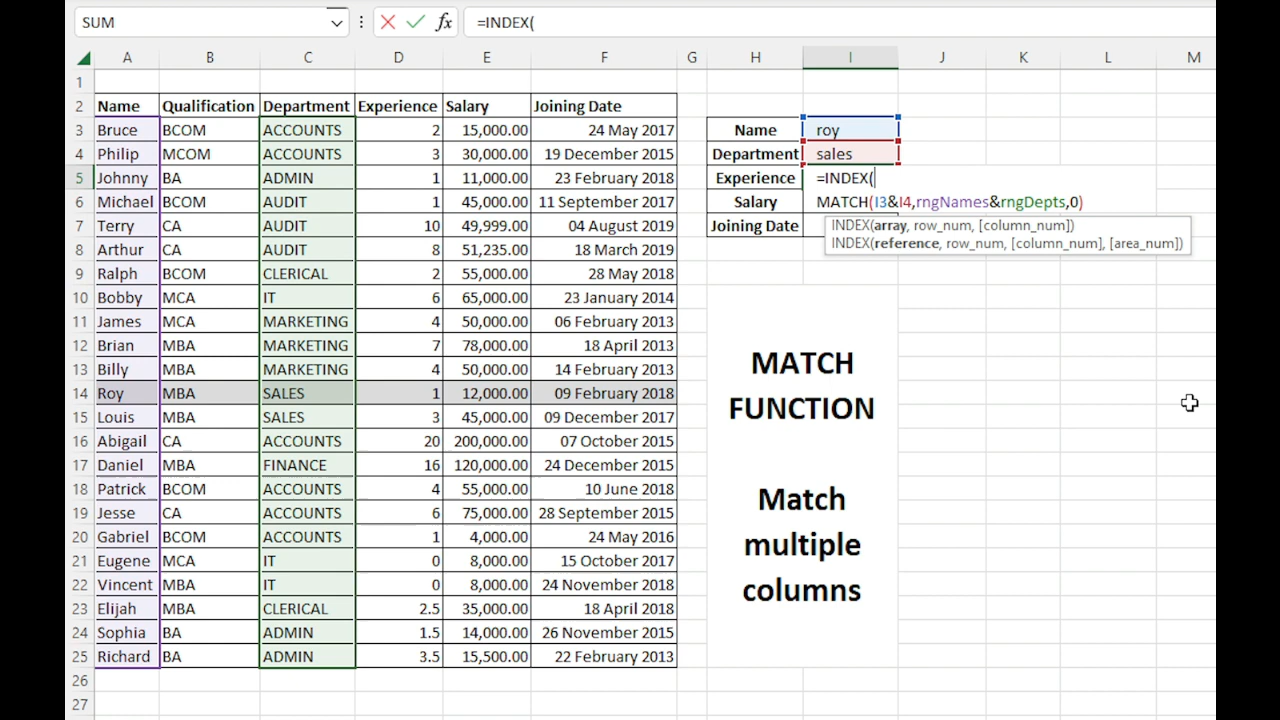 SUM fx =INDEX(
A B C D E F G H I J K L M
1
2 Name Qualification Department Experience Salary Joining Date
3 Bruce BCOM ACCOUNTS 2 15,000.00 24 May 2017 Name roy
4 Philip MCOM ACCOUNTS 3 30,000.00 19 December 2015 Department sales
5 Johnny BA ADMIN 1 11,000.00 23 February 2018 Experience =INDEX(
6 Michael BCOM AUDIT 1 45,000.00 11 September 2017 Salary MATCH(I3&I4,rngNames&rngDepts,0)
7 Terry CA AUDIT 10 49,999.00 04 August 2019 Joining Date INDEX(array, row_num, [column_num])
INDEX(reference, row_num, [column_num], [area_num])
8 Arthur CA AUDIT 8 51,235.00 18 March 2019
9 Ralph BCOM CLERICAL 2 55,000.00 28 May 2018
10 Bobby MCA IT 6 65,000.00 23 January 2014
11 James MCA MARKETING 4 50,000.00 06 February 2013
12 Brian MBA MARKETING 7 78,000.00 18 April 2013
13 Billy MBA MARKETING 4 50,000.00 14 February 2013
14 Roy MBA SALES 1 12,000.00 09 February 2018
15 Louis MBA SALES 3 45,000.00 09 December 2017
16 Abigail CA ACCOUNTS 20 200,000.00 07 October 2015
17 Daniel MBA FINANCE 16 120,000.00 24 December 2015
18 Patrick BCOM ACCOUNTS 4 55,000.00 10 June 2018
19 Jesse CA ACCOUNTS 6 75,000.00 28 September 2015
20 Gabriel BCOM ACCOUNTS 1 4,000.00 24 May 2016
21 Eugene MCA IT 0 8,000.00 15 October 2017
22 Vincent MBA IT 0 8,000.00 24 November 2018
23 Elijah MBA CLERICAL 2.5 35,000.00 18 April 2018
24 Sophia BA ADMIN 1.5 14,000.00 26 November 2015
25 Richard BA ADMIN 3.5 15,500.00 22 February 2013
26
27
MATCH
FUNCTION
Match
multiple
columns